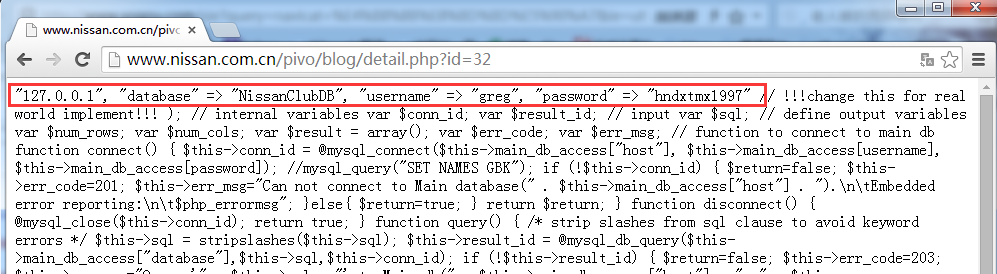 www.nissan.com.cn/pivo
www.nissan.com.cn/pivo/blog/detail.php?id=32
"127.0.0.1", "database" => "NissanClubDB", "username" => "greg", "password" => "hndxtmx1997" // !!!change this for real
world implement!!! ); // internal variables var $conn_id; var $result_id; // input var $sql; // define output variables
var $num_rows; var $num_cols; var $result = array(); var $err_code; var $err_msg; // function to connect to main db
function connect() { $this->conn_id = @mysql_connect($this->main_db_access["host"], $this->main_db_access[username],
$this->main_db_access[password]); //mysql_query("SET NAMES GBK"); if (!$this->conn_id) { $return=false; $this-
>err_code=201; $this->err_msg="Can not connect to Main database(" . $this->main_db_access["host"] . ").\n\tEmbedded
error reporting:\n\t$php_errormsg"; }else{ $return=true; } return $return; } function disconnect() {
@mysql_close($this->conn_id); return true; } function query() { /* strip slashes from sql clause to avoid keyword
errors */ $this->sql = stripslashes($this->sql); $this->result_id = @mysql_db_query($this-
>main_db_access["database"],$this->sql,$this->conn_id); if (!$this->result_id) { $return=false; $this->err_code=203;